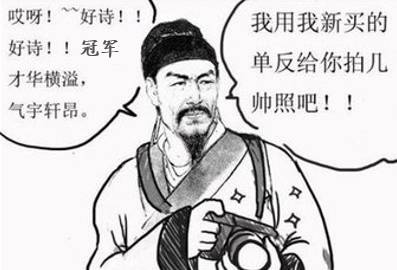 哎呀！~~好诗！！
好诗！！冠军
才华横溢，
气宇轩昂。
我用我新买的
单反给你拍几
帅照吧！！